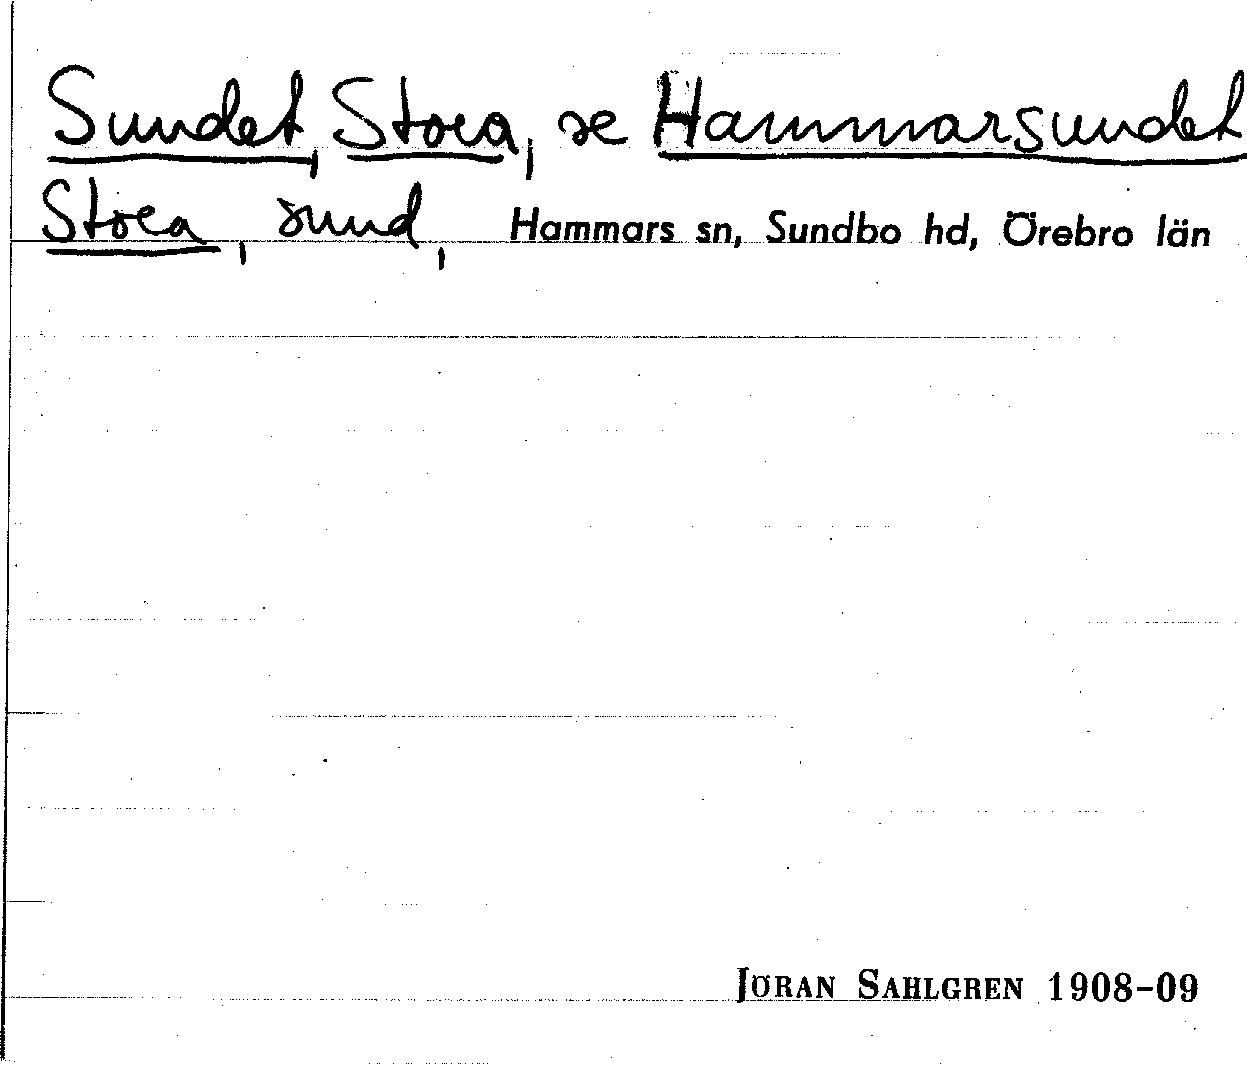 Sundet, Stora, se Hammarsundet
Stora, sund, Hammars sn, Sundbo hd, Örebro län
JÖRAN SAHLGREN 1908-09